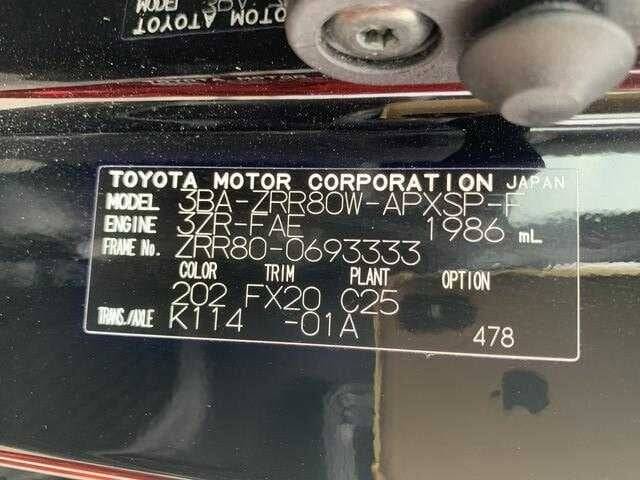 TOYOTA MOTOR CORPORATION JAPAN
MODEL 3BA-ZRR80W-APXSP-F
ENGINE 3ZR-FAE 1986 mL
FRAME No. ZRR80-0693333
COLOR TRIM PLANT OPTION
202 FX20 C25
TRANS./AXLE K114 -01A 478